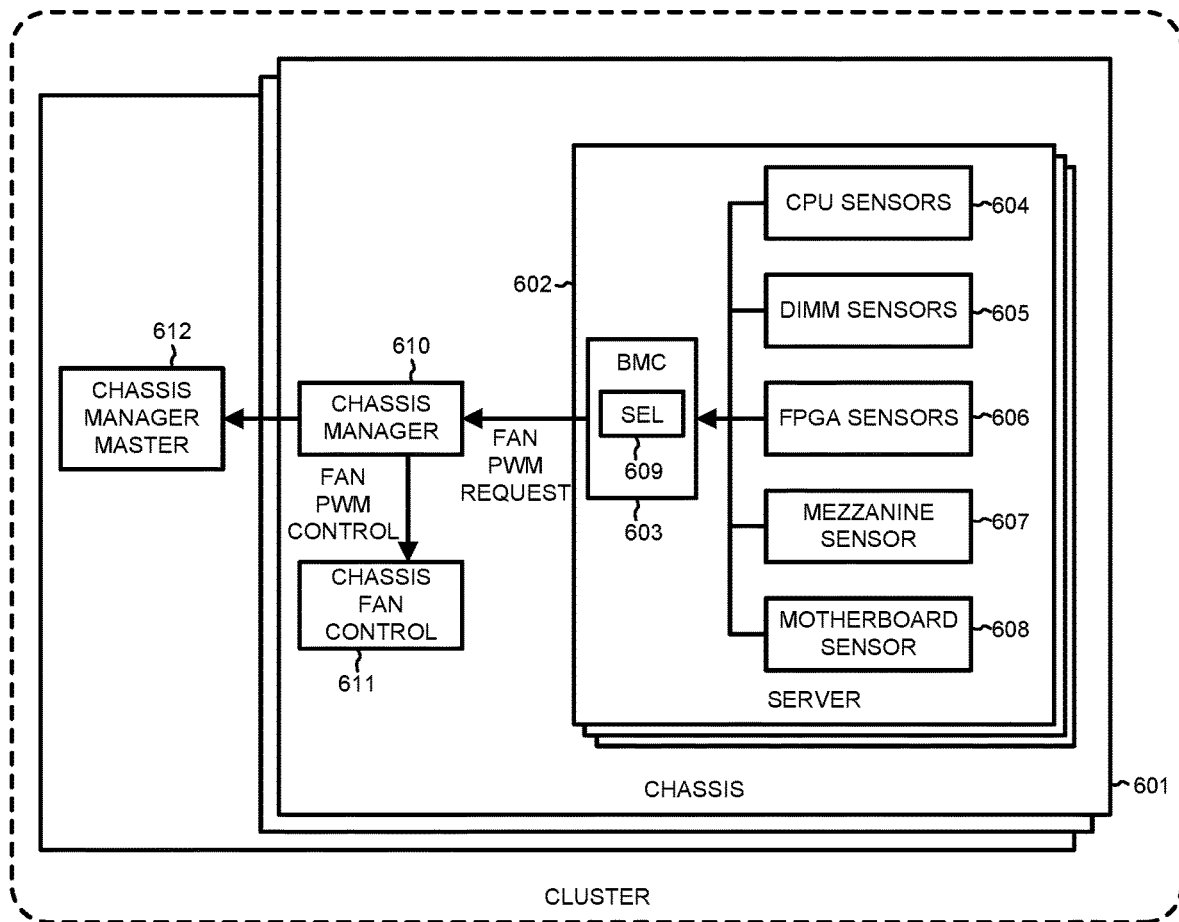 CPU SENSORS
604
602
DIMM SENSORS
605
612
610
BMC
CHASSIS
MANAGER
MASTER
CHASSIS
MANAGER
SEL
FPGA SENSORS
606
609
FAN
PWM
REQUEST
FAN
PWM
CONTROL
603
MEZZANINE
SENSOR
607
CHASSIS
FAN
CONTROL
611
MOTHERBOARD
SENSOR
608
SERVER
CHASSIS
601
CLUSTER